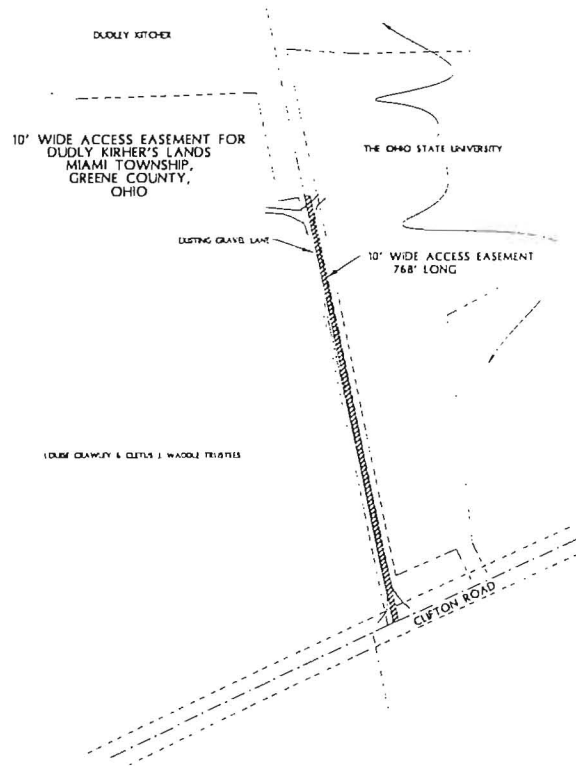 DUDLEY KITCHER
10' WIDE ACCESS EASEMENT FOR
DUDLY KIRHER'S LANDS
MIAMI TOWNSHIP,
GREENE COUNTY,
OHIO
THE OHIO STATE UNIVERSITY
EXISTING GRAVEL LANE
10' WIDE ACCESS EASEMENT
768' LONG
LOUISE CRAWLEY & CLETUS J. WADDLE TRUSTEES
CLIFTON ROAD